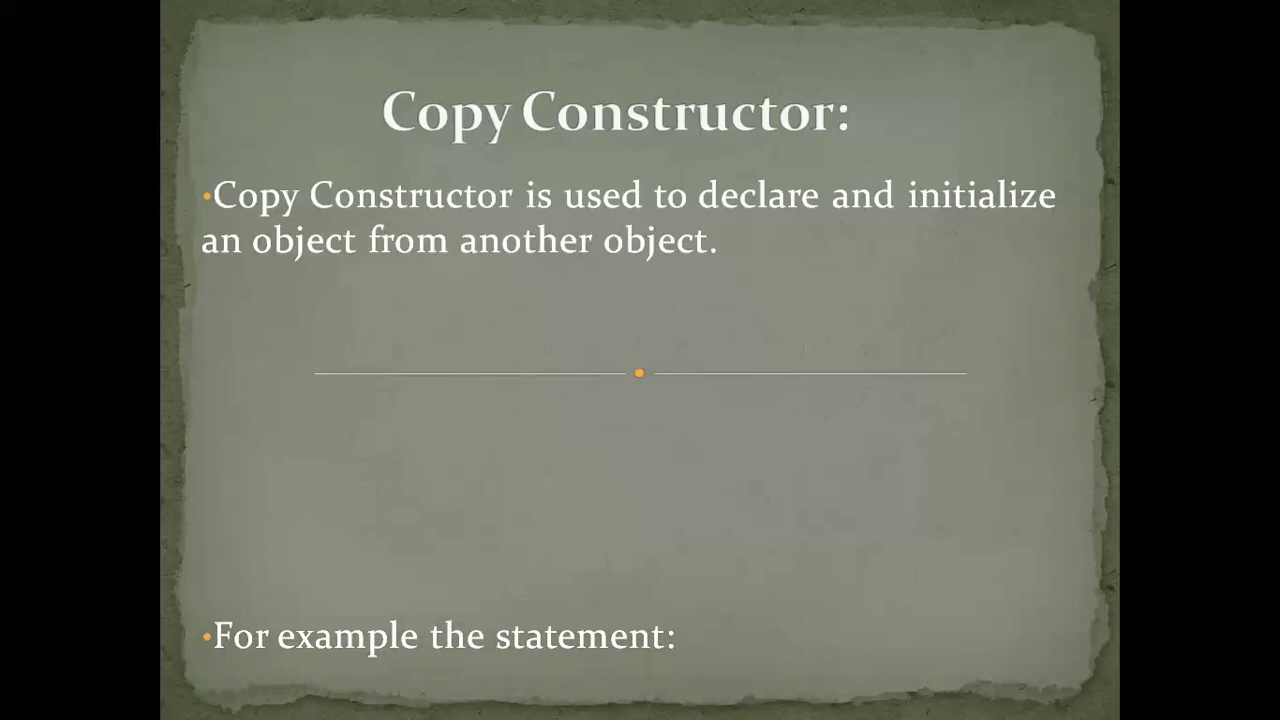 Copy Constructor:
•Copy Constructor is used to declare and initialize
an object from another object.
•For example the statement: